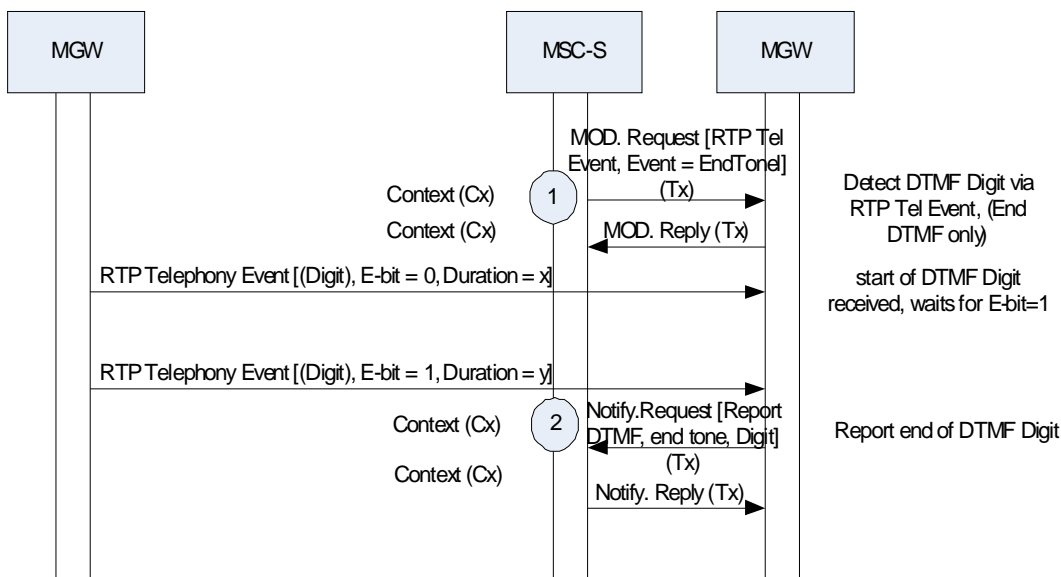 MGW
MSC-S
MGW
MOD. Request [RTP Tel
Event, Event = EndTonel]
(Tx)
Context (Cx)
1
Detect DTMF Digit via
RTP Tel Event, (End
DTMF only)
Context (Cx)
MOD. Reply (Tx)
RTP Telephony Event [(Digit), E-bit = 0, Duration = x]
start of DTMF Digit
received, waits for E-bit=1
RTP Telephony Event [(Digit), E-bit = 1, Duration = y]
Context (Cx)
2
Notify.Request [Report
DTMF, end tone, Digit]
(Tx)
Report end of DTMF Digit
Context (Cx)
Notify. Reply (Tx)